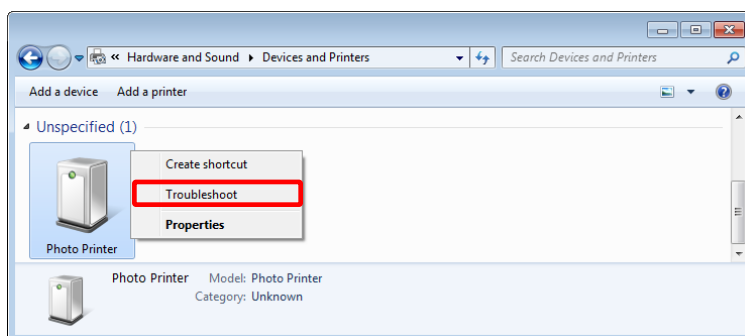 « Hardware and Sound ▸ Devices and Printers
Search Devices and Printers
Add a device Add a printer
Unspecified (1)
Create shortcut
Troubleshoot
Properties
Photo Printer
Photo Printer Model: Photo Printer
Category: Unknown